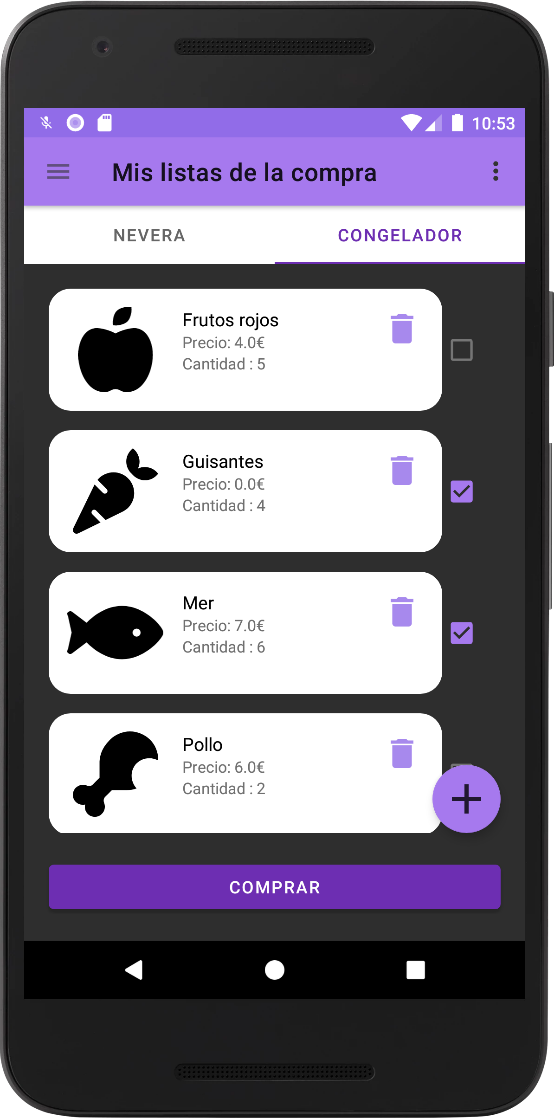 10:53
Mis listas de la compra
NEVERA
CONGELADOR
Frutos rojos
Precio: 4.0€
Cantidad : 5
Guisantes
Precio: 0.0€
Cantidad : 4
Mer
Precio: 7.0€
Cantidad : 6
Pollo
Precio: 6.0€
Cantidad : 2
COMPRAR